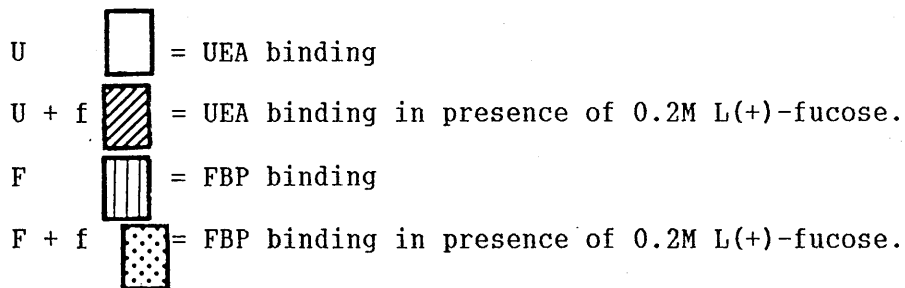 U = UEA binding
U + f = UEA binding in presence of 0.2M L(+)-fucose.
F = FBP binding
F + f = FBP binding in presence of 0.2M L(+)-fucose.